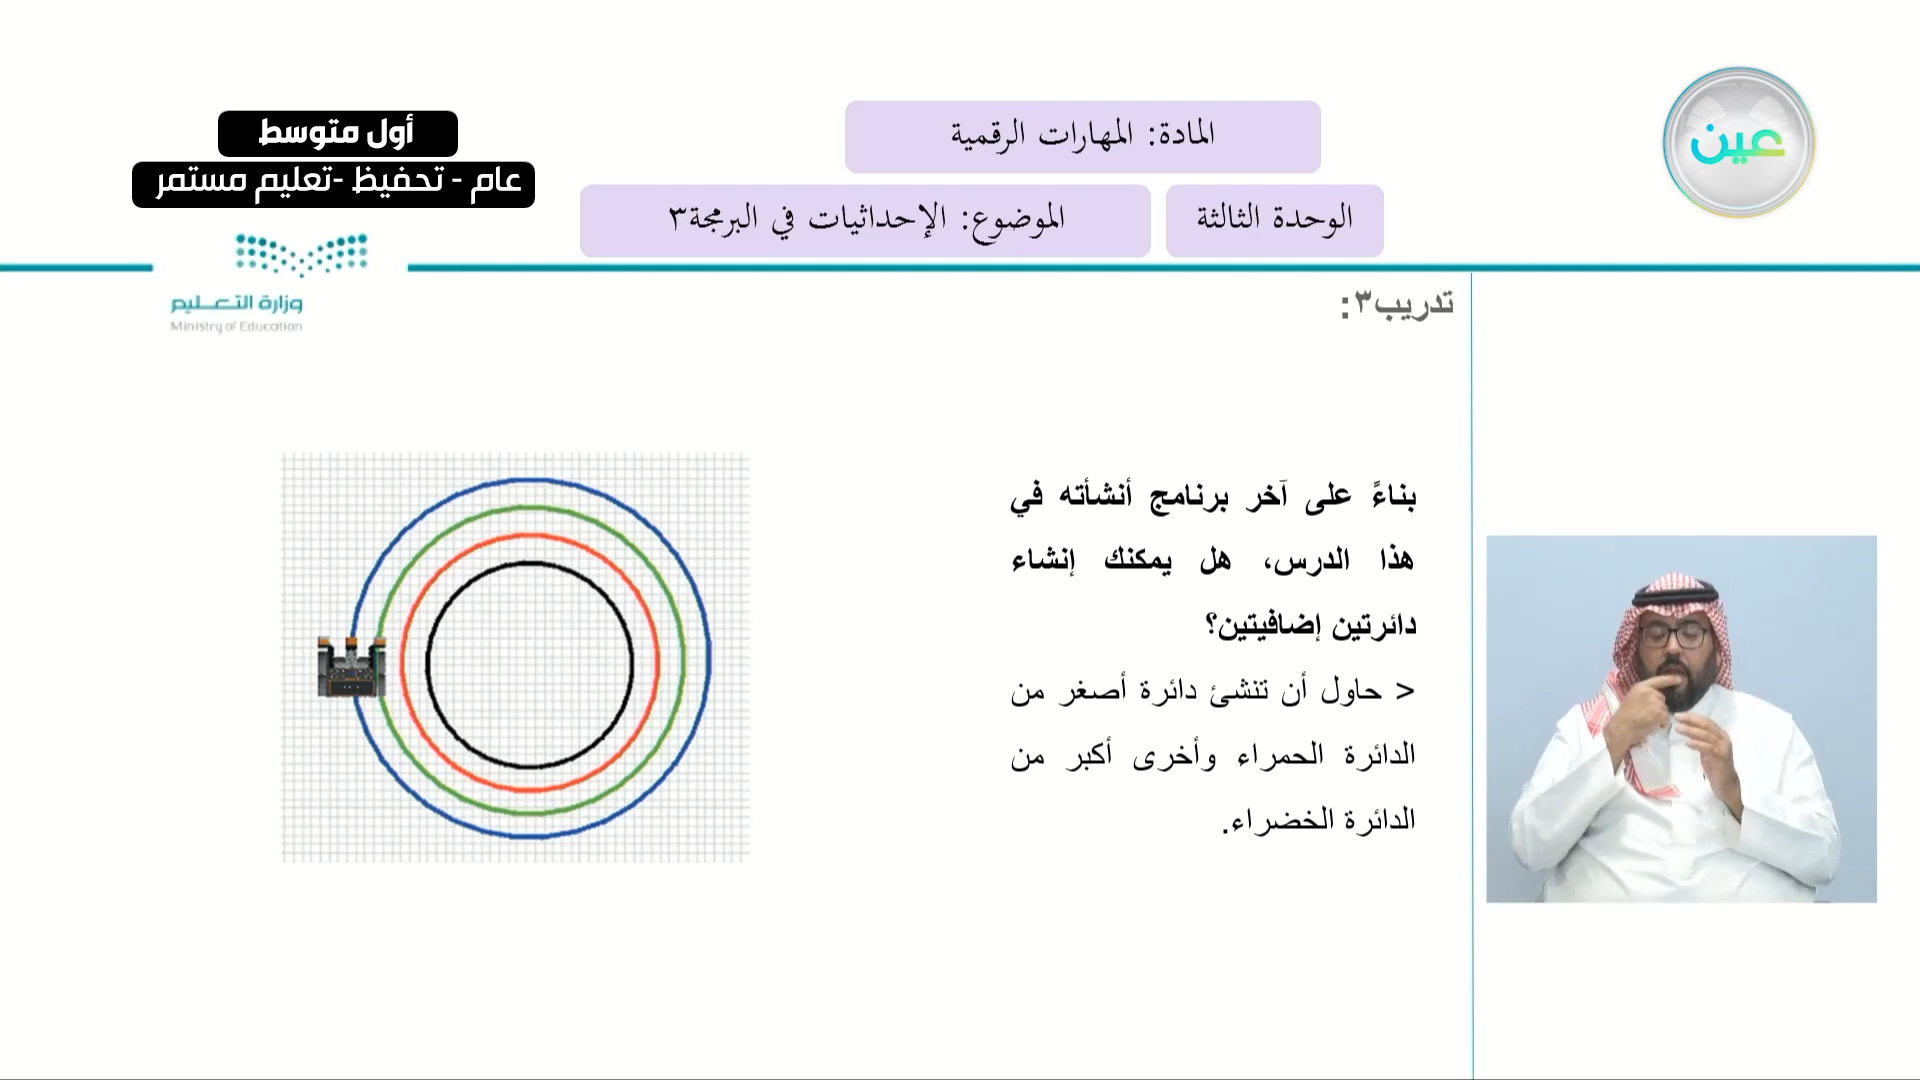 عين
المادة: المهارات الرقمية
أول متوسط
عام - تحفيظ -تعليم مستمر
الوحدة الثالثة
الموضوع: الإحداثيات في البرمجة٣
وزارة التعليم
Ministry of Education
تدريب٣:
بناءً على آخر برنامج أنشأته في
هذا الدرس، هل يمكنك إنشاء
دائرتين إضافيتين؟
< حاول أن تنشئ دائرة أصغر من
الدائرة الحمراء وأخرى أكبر من
الدائرة الخضراء.